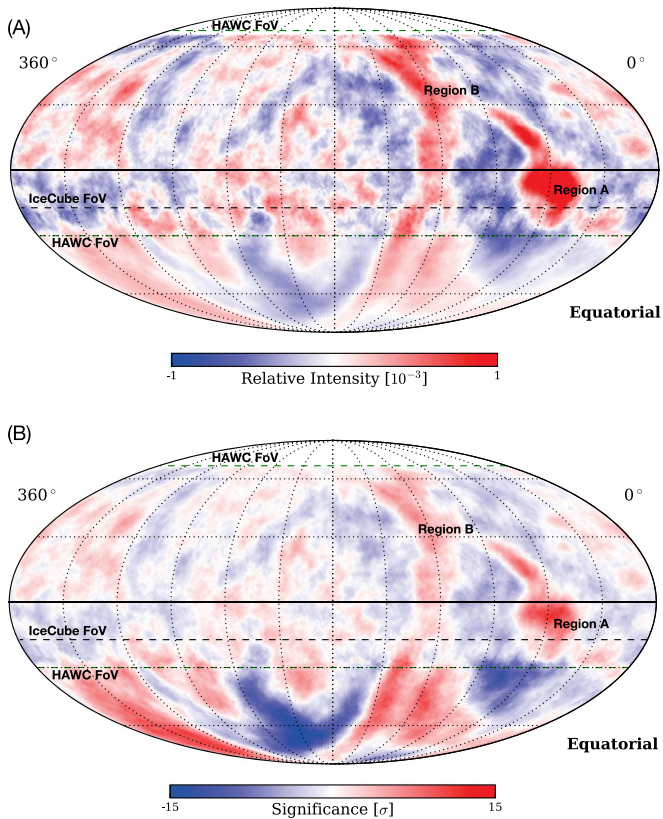 (A)
HAWC FoV
360°
0°
Region B
Region A
IceCube FoV
HAWC FoV
Equatorial
-1
1
Relative Intensity [10⁻³]
(B)
HAWC FoV
360°
0°
Region B
Region A
IceCube FoV
HAWC FoV
Equatorial
-15
15
Significance [σ]